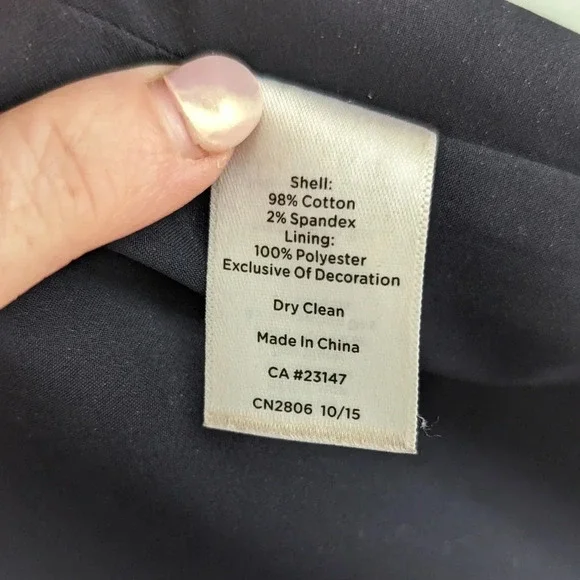 Shell:
98% Cotton
2% Spandex
Lining:
100% Polyester
Exclusive Of Decoration
Dry Clean
Made In China
CA #23147
CN2806 10/15